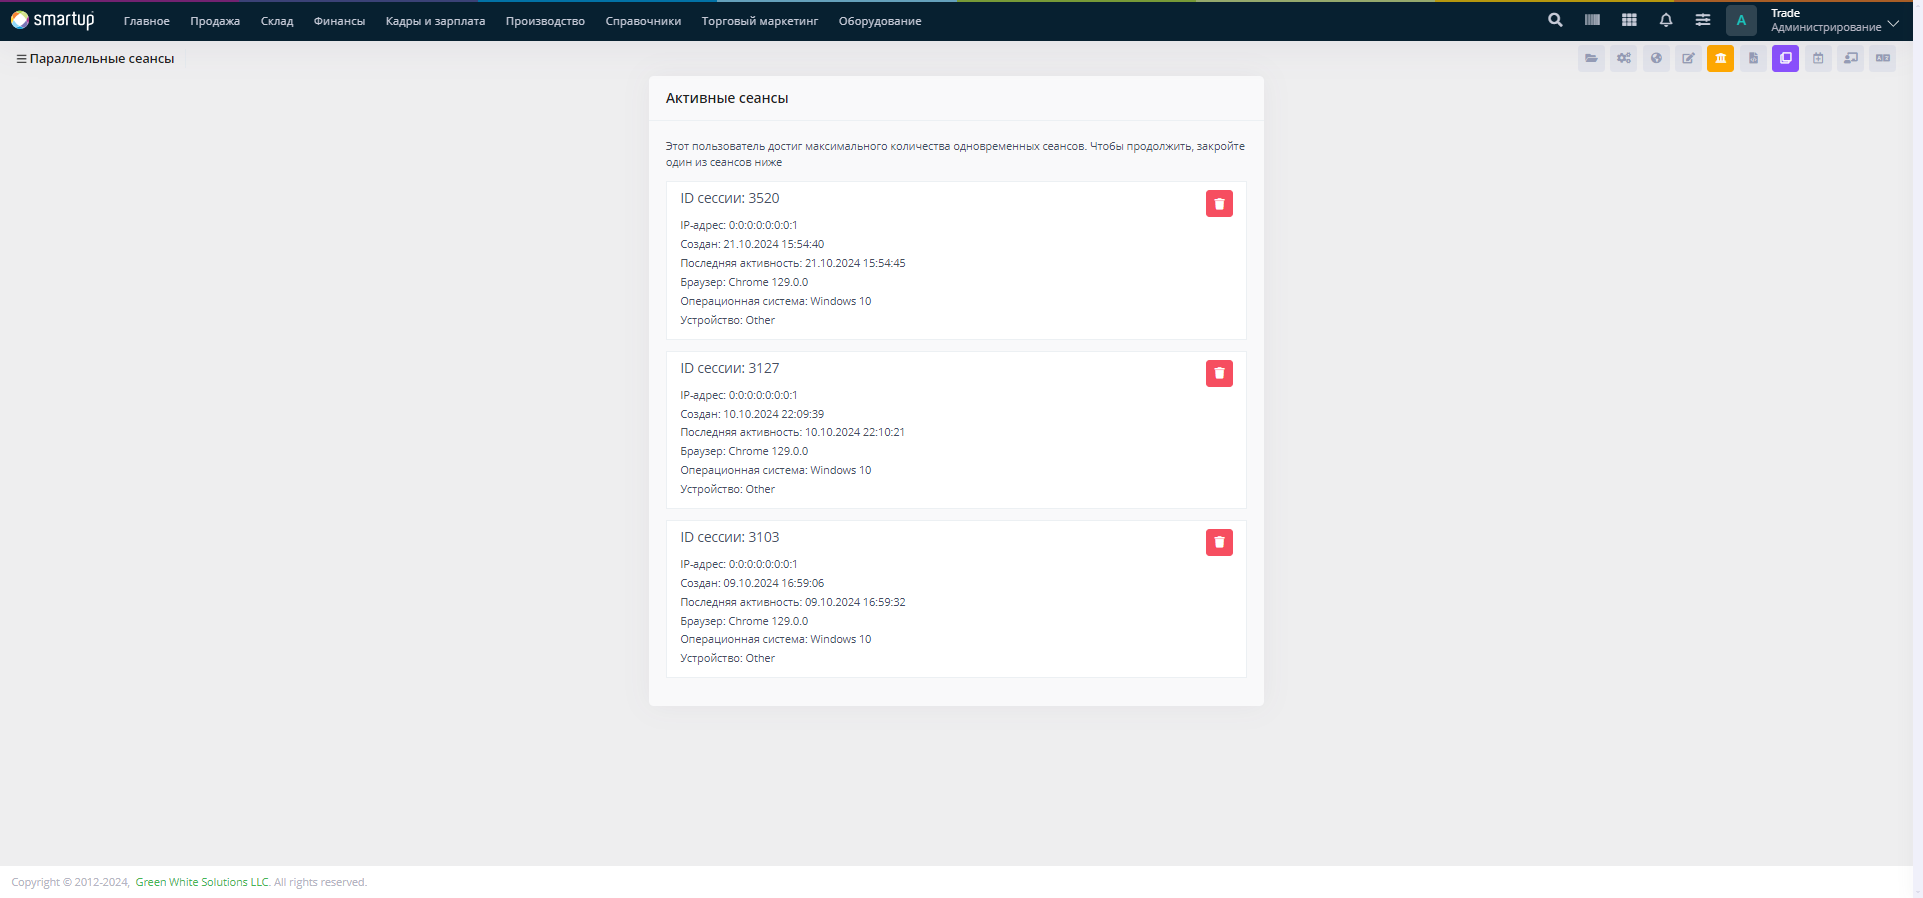 smartup Главное Продажа Склад Финансы Кадры и зарплата Производство Справочники Торговый маркетинг Оборудование A Trade
Администрирование
Параллельные сеансы
Активные сеансы
Этот пользователь достиг максимального количества одновременных сеансов. Чтобы продолжить, закройте
один из сеансов ниже
ID сессии: 3520
IP-адрес: 0:0:0:0:0:0:0:1
Создан: 21.10.2024 15:54:40
Последняя активность: 21.10.2024 15:54:45
Браузер: Chrome 129.0.0
Операционная система: Windows 10
Устройство: Other
ID сессии: 3127
IP-адрес: 0:0:0:0:0:0:0:1
Создан: 10.10.2024 22:09:39
Последняя активность: 10.10.2024 22:10:21
Браузер: Chrome 129.0.0
Операционная система: Windows 10
Устройство: Other
ID сессии: 3103
IP-адрес: 0:0:0:0:0:0:0:1
Создан: 09.10.2024 16:59:06
Последняя активность: 09.10.2024 16:59:32
Браузер: Chrome 129.0.0
Операционная система: Windows 10
Устройство: Other
Copyright © 2012-2024, Green White Solutions LLC. All rights reserved.